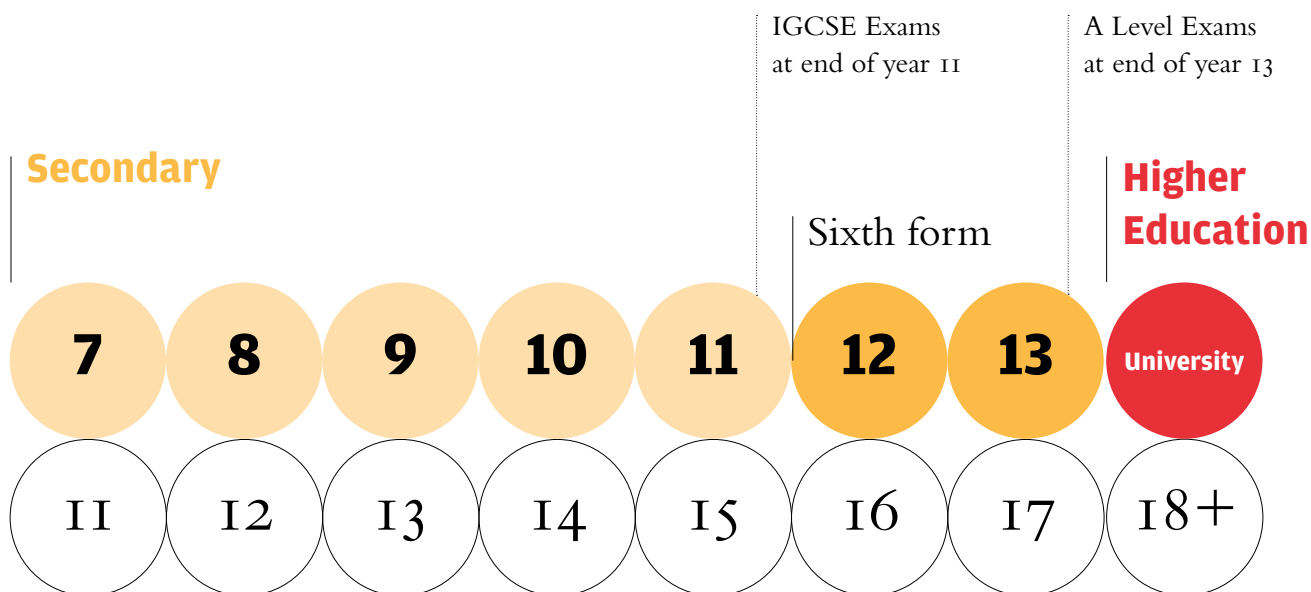 IGCSE Exams
at end of year 11
A Level Exams
at end of year 13
Secondary
Higher
Education
Sixth form
7 8 9 10 11 12 13 University
11 12 13 14 15 16 17 18+